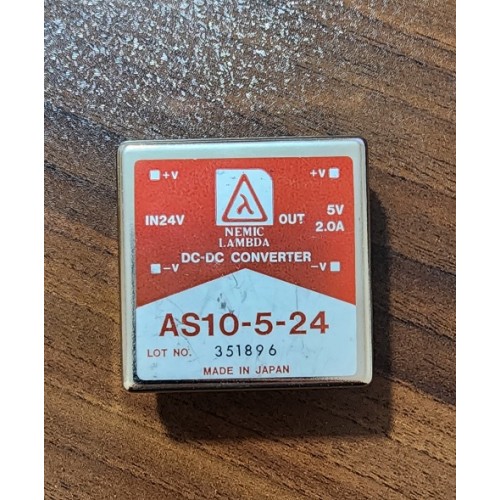 +V +V
λ
IN24V OUT 5V
2.0A
NEMIC
LAMBDA
DC-DC CONVERTER
-V -V
AS10-5-24
LOT NO. 351896
MADE IN JAPAN